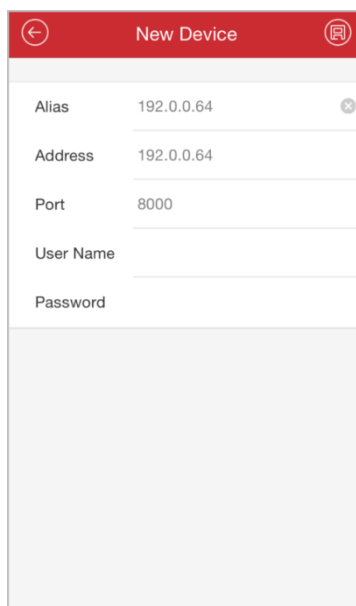 New Device
Alias 192.0.0.64
Address 192.0.0.64
Port 8000
User Name
Password